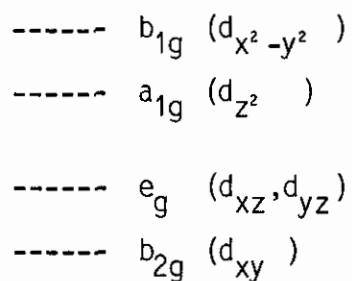 ------ b₁g (dx² -y² )
------ a₁g (dz² )
------ eg (dxz,dyz)
------ b₂g (dxy )